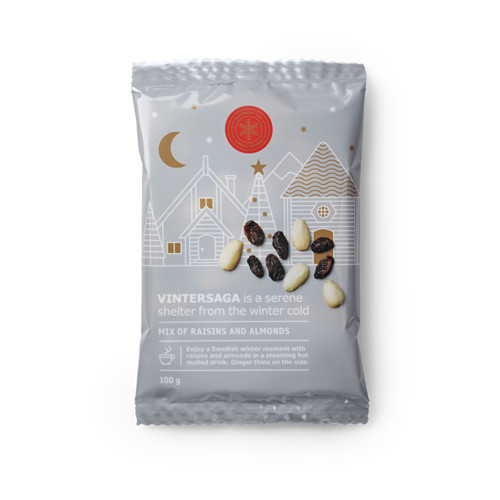 VINTERSAGA is a serene
shelter from the winter cold
MIX OF RAISINS AND ALMONDS
Enjoy a Swedish winter moment with
raisins and almonds in a steaming hot
mulled drink. Ginger thins on the side.
100 g